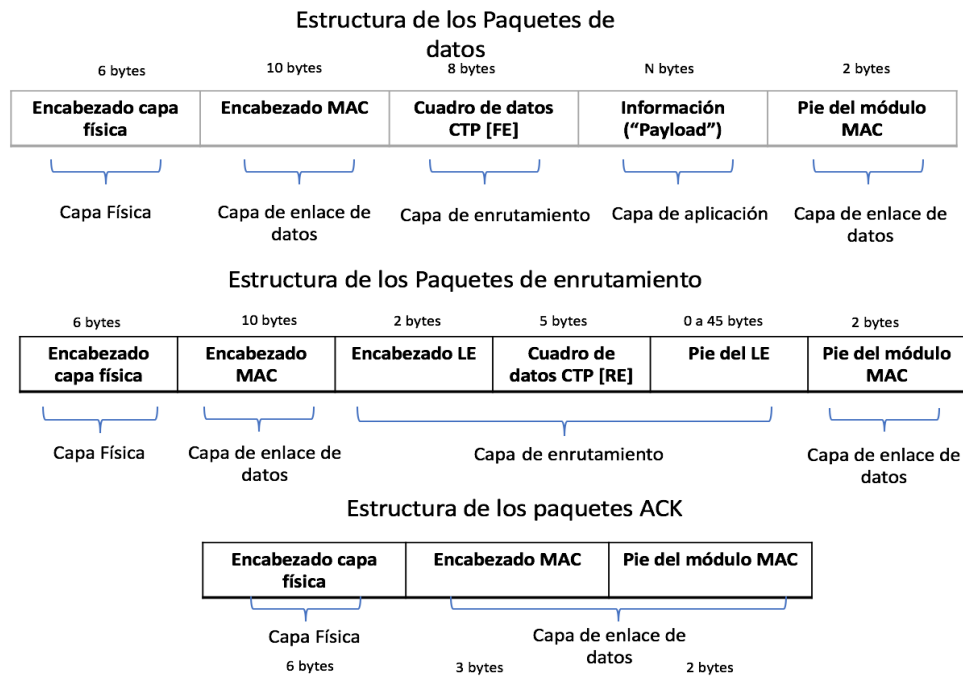 Estructura de los Paquetes de
datos
6 bytes 10 bytes 8 bytes N bytes 2 bytes
Encabezado capa física Encabezado MAC Cuadro de datos CTP [FE] Información (“Payload”) Pie del módulo MAC
Capa Física Capa de enlace de datos Capa de enrutamiento Capa de aplicación Capa de enlace de datos
Estructura de los Paquetes de enrutamiento
6 bytes 10 bytes 2 bytes 5 bytes 0 a 45 bytes 2 bytes
Encabezado capa física Encabezado MAC Encabezado LE Cuadro de datos CTP [RE] Pie del LE Pie del módulo MAC
Capa Física Capa de enlace de datos Capa de enrutamiento Capa de enlace de datos
Estructura de los paquetes ACK
Encabezado capa física Encabezado MAC Pie del módulo MAC
Capa Física Capa de enlace de datos
6 bytes 3 bytes 2 bytes